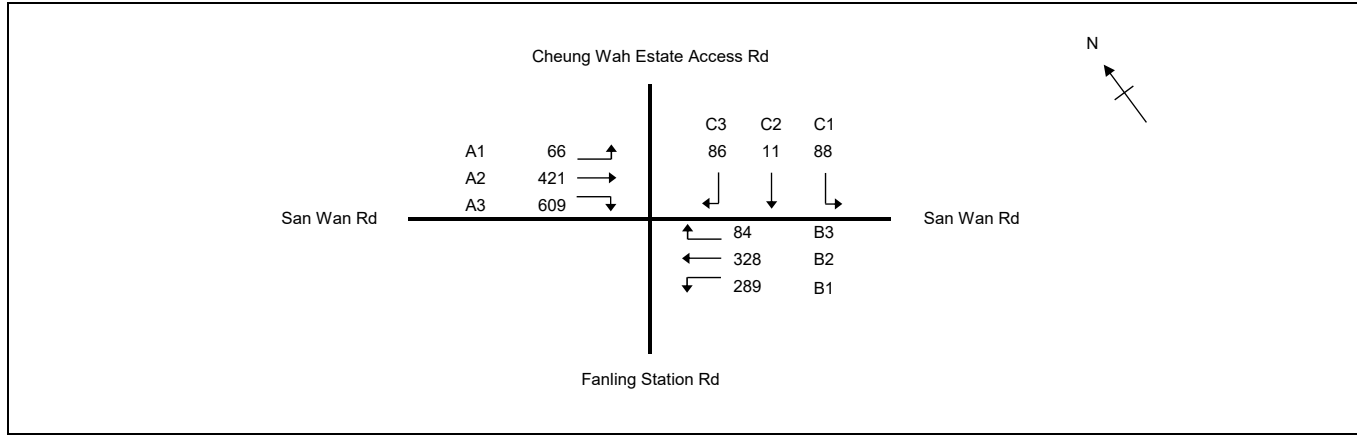 N
Cheung Wah Estate Access Rd
C3 C2 C1
A1 66 86 11 88
A2 421
A3 609
San Wan Rd San Wan Rd
84 B3
328 B2
289 B1
Fanling Station Rd